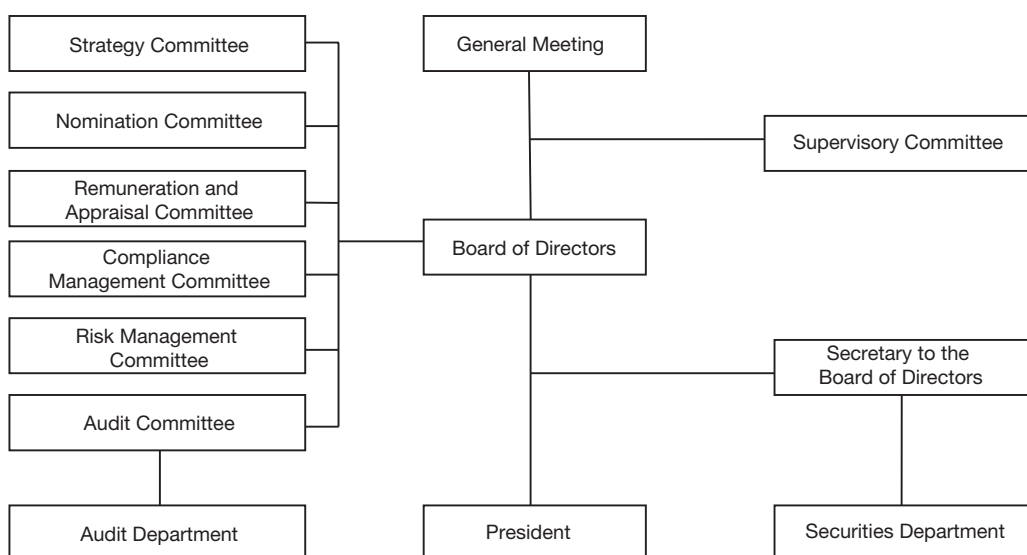 Strategy Committee
General Meeting
Nomination Committee
Supervisory Committee
Remuneration and
Appraisal Committee
Board of Directors
Compliance
Management Committee
Risk Management
Committee
Secretary to the
Board of Directors
Audit Committee
Audit Department
President
Securities Department